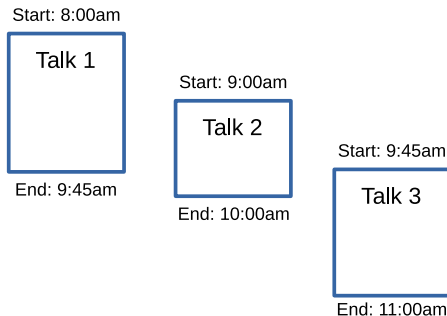 Start: 8:00am
Talk 1
End: 9:45am
Start: 9:00am
Talk 2
End: 10:00am
Start: 9:45am
Talk 3
End: 11:00am